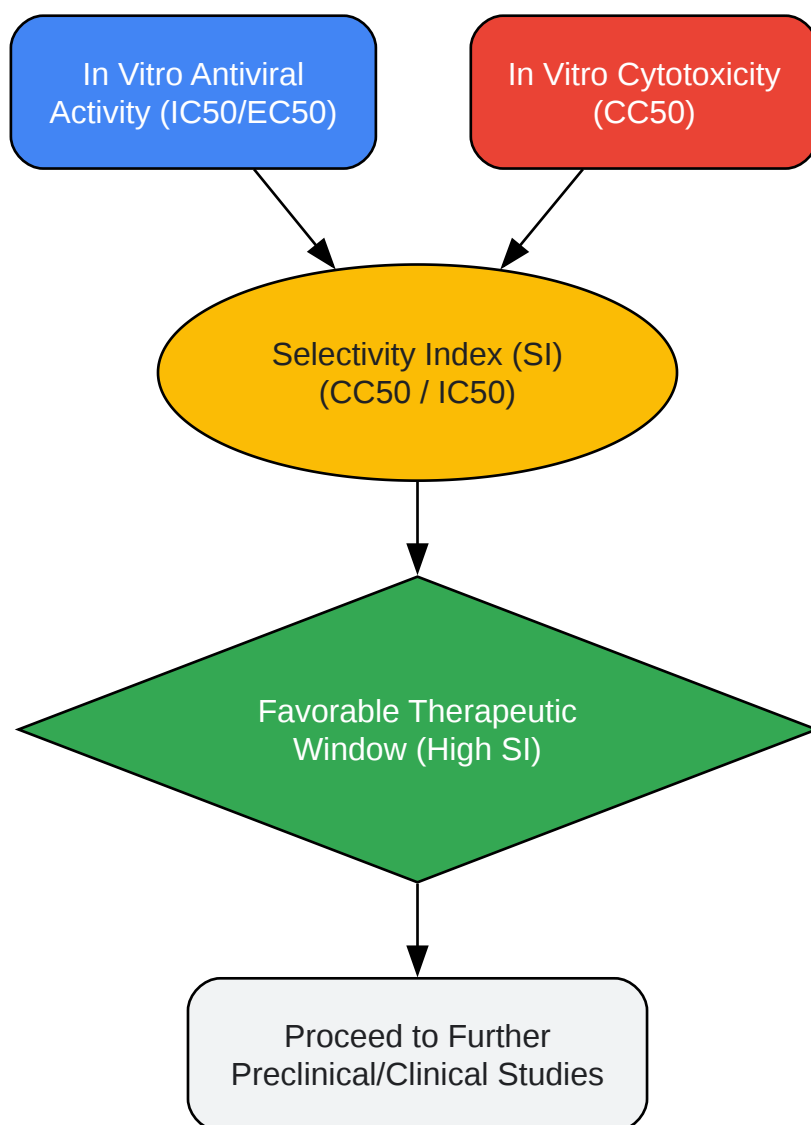 In Vitro Antiviral
Activity (IC50/EC50)
In Vitro Cytotoxicity
(CC50)
Selectivity Index (SI)
(CC50 / IC50)
Favorable Therapeutic
Window (High SI)
Proceed to Further
Preclinical/Clinical Studies